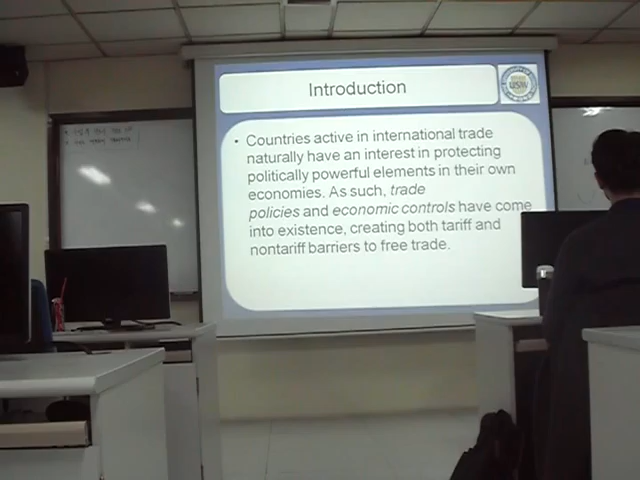 Introduction
• Countries active in international trade
naturally have an interest in protecting
politically powerful elements in their own
economies. As such, trade
policies and economic controls have come
into existence, creating both tariff and
nontariff barriers to free trade.